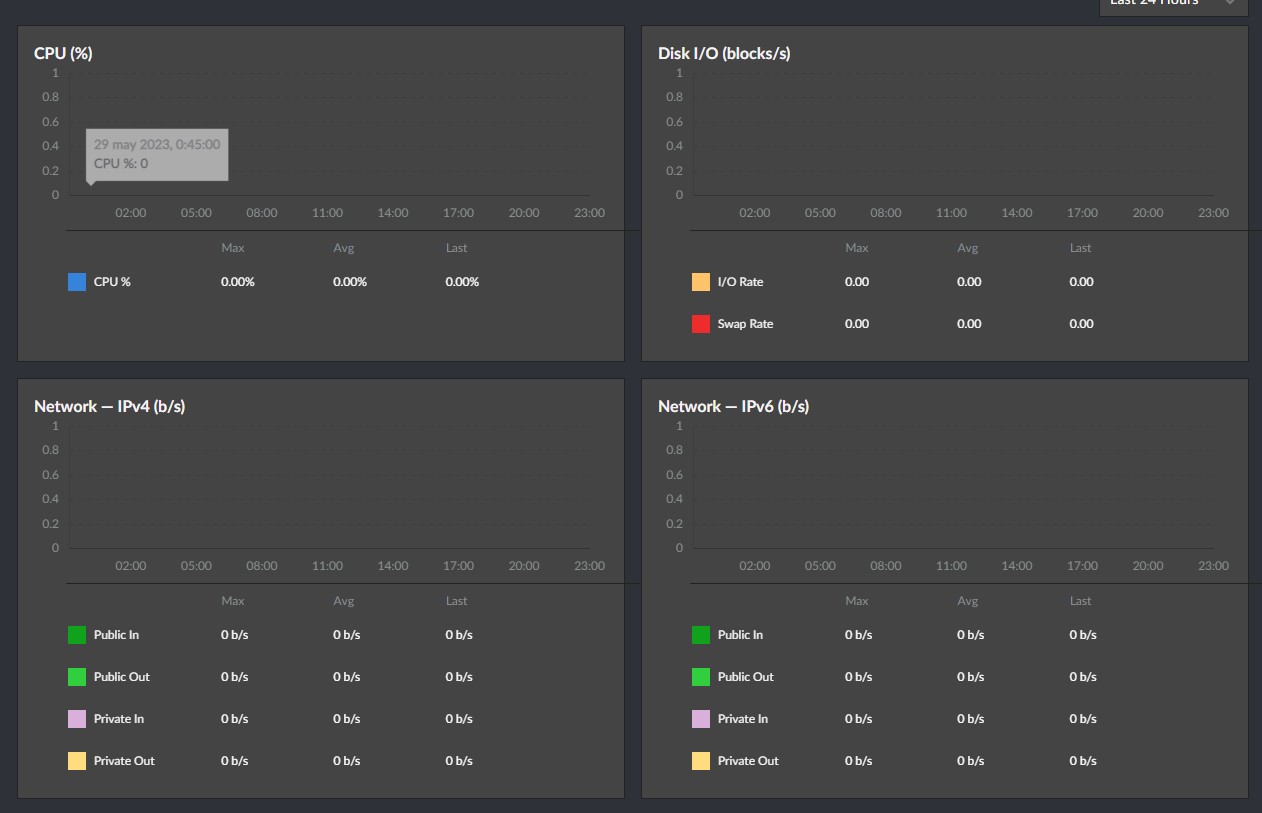 Last 24 Hours
CPU (%)
1
0.8
0.6
0.4
0.2
0
29 may 2023, 0:45:00
CPU %: 0
02:00 05:00 08:00 11:00 14:00 17:00 20:00 23:00
Max Avg Last
CPU % 0.00% 0.00% 0.00%
Disk I/O (blocks/s)
1
0.8
0.6
0.4
0.2
0
02:00 05:00 08:00 11:00 14:00 17:00 20:00 23:00
Max Avg Last
I/O Rate 0.00 0.00 0.00
Swap Rate 0.00 0.00 0.00
Network — IPv4 (b/s)
1
0.8
0.6
0.4
0.2
0
02:00 05:00 08:00 11:00 14:00 17:00 20:00 23:00
Max Avg Last
Public In 0 b/s 0 b/s 0 b/s
Public Out 0 b/s 0 b/s 0 b/s
Private In 0 b/s 0 b/s 0 b/s
Private Out 0 b/s 0 b/s 0 b/s
Network — IPv6 (b/s)
1
0.8
0.6
0.4
0.2
0
02:00 05:00 08:00 11:00 14:00 17:00 20:00 23:00
Max Avg Last
Public In 0 b/s 0 b/s 0 b/s
Public Out 0 b/s 0 b/s 0 b/s
Private In 0 b/s 0 b/s 0 b/s
Private Out 0 b/s 0 b/s 0 b/s